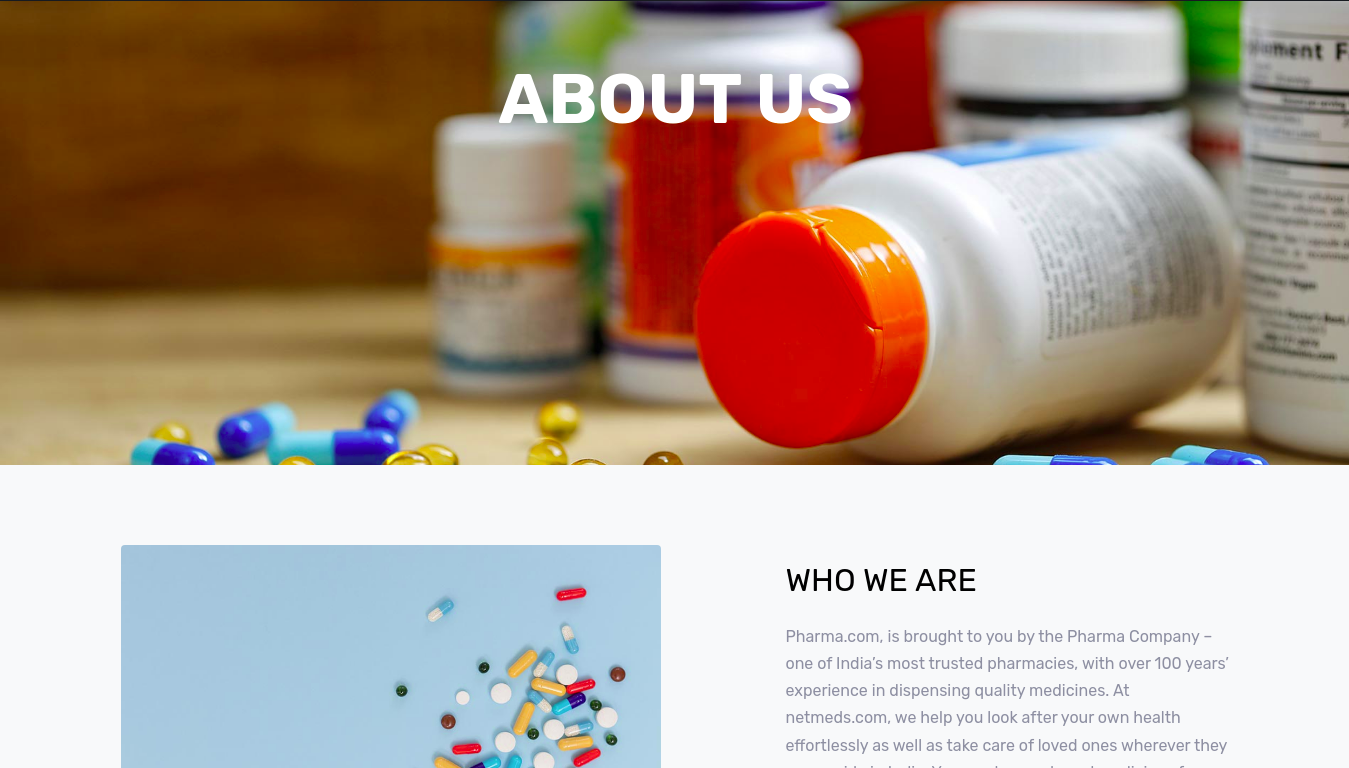 ABOUT US
plement F
WHO WE ARE
Pharma.com, is brought to you by the Pharma Company –
one of India’s most trusted pharmacies, with over 100 years’
experience in dispensing quality medicines. At
netmeds.com, we help you look after your own health
effortlessly as well as take care of loved ones wherever they